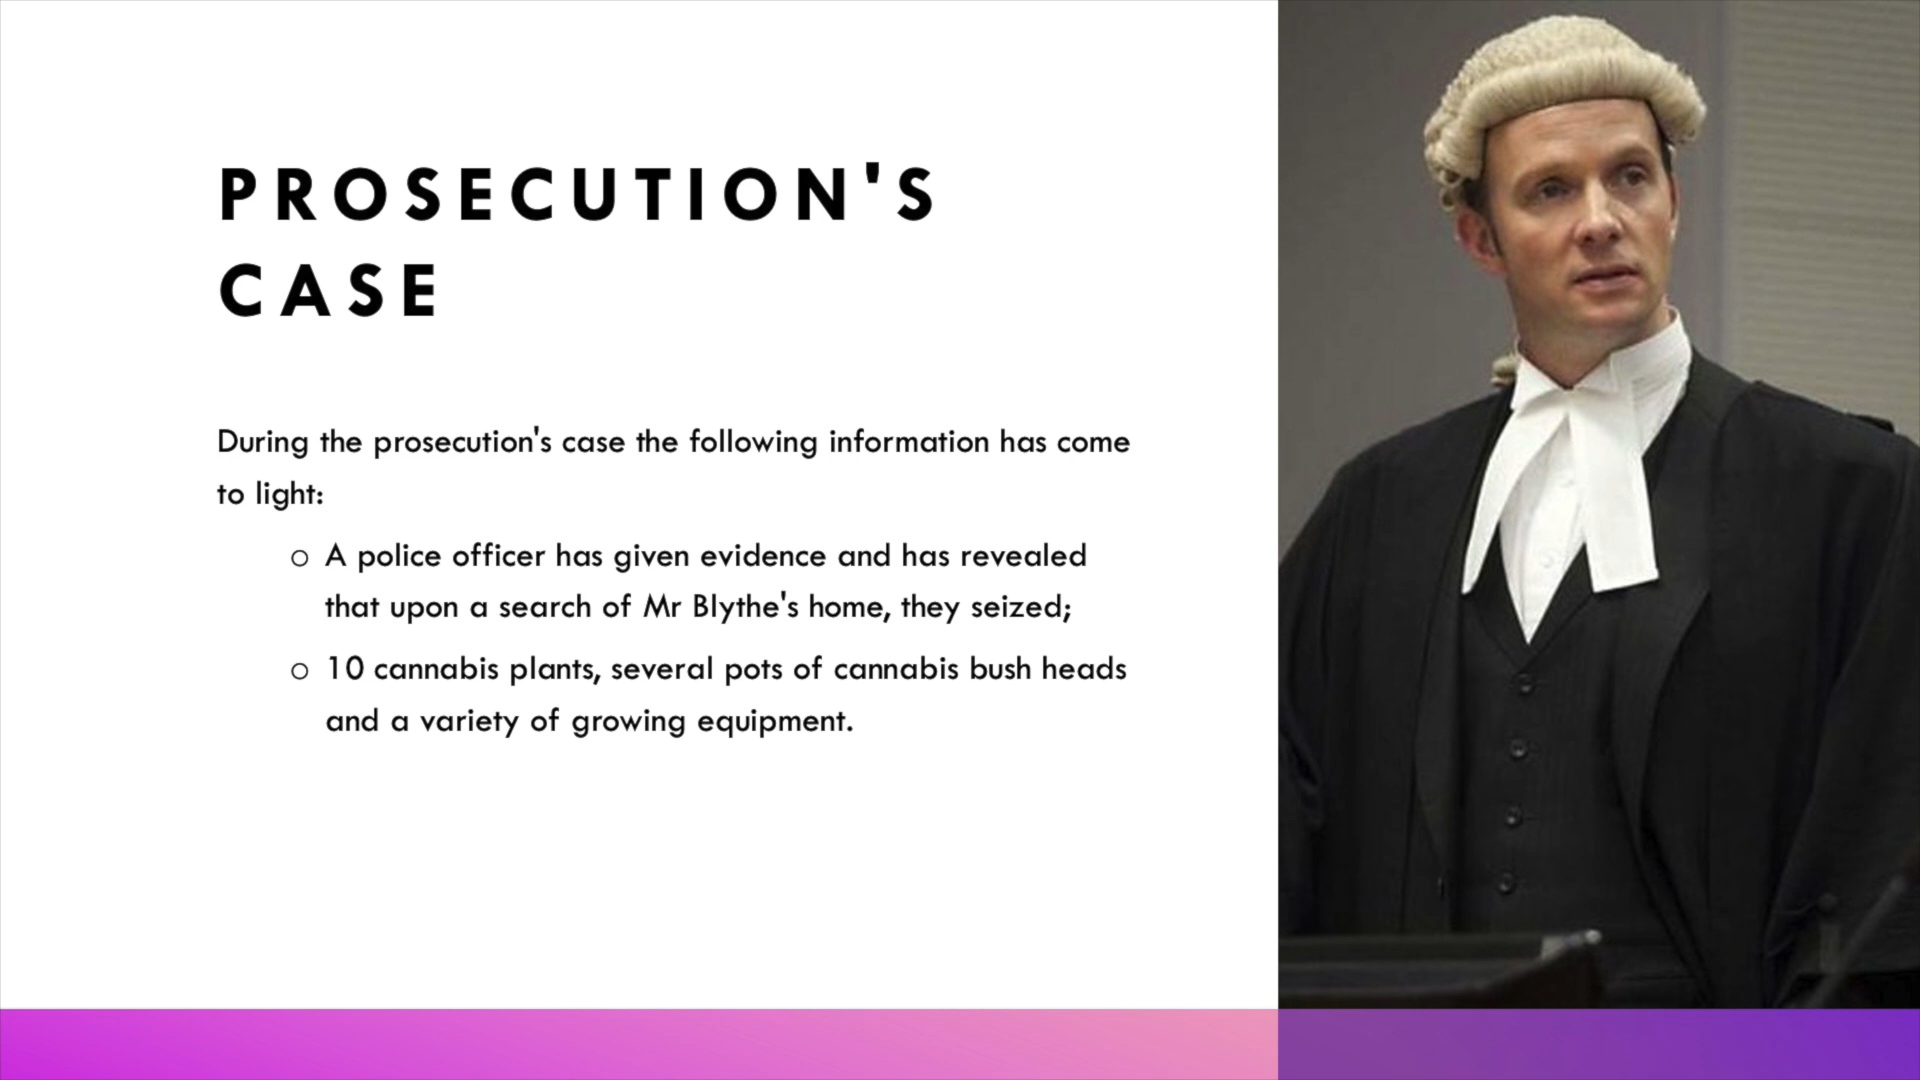 PROSECUTION'S
CASE
During the prosecution's case the following information has come
to light:
o A police officer has given evidence and has revealed
that upon a search of Mr Blythe's home, they seized;
o 10 cannabis plants, several pots of cannabis bush heads
and a variety of growing equipment.